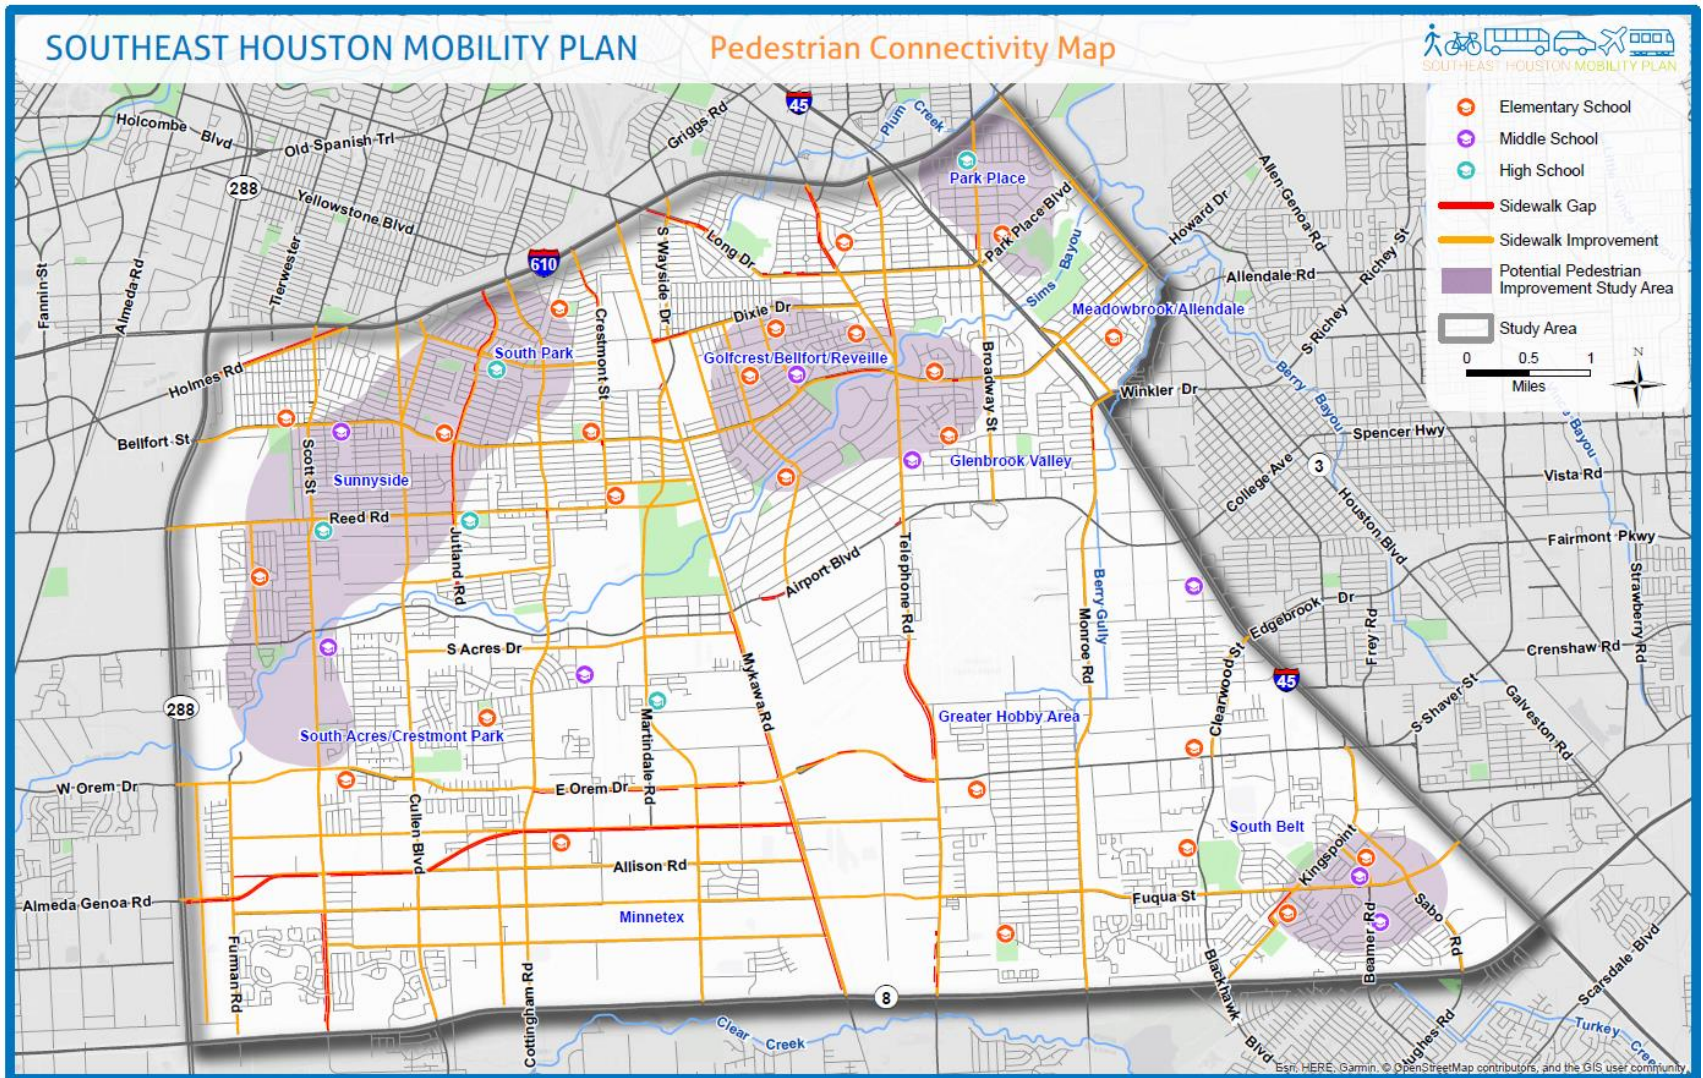 SOUTHEAST HOUSTON MOBILITY PLAN
Pedestrian Connectivity Map
SOUTHEAST HOUSTON MOBILITY PLAN
Elementary School
Middle School
High School
Sidewalk Gap
Sidewalk Improvement
Potential Pedestrian
Improvement Study Area
Study Area
0 0.5 1
Miles
N
Holcombe Blvd
Old Spanish Trl
Griggs Rd
45
Plum Creek
288
Yellowstone Blvd
Fannin St
Almeda Rd
Tierwester
610
S Wayside Dr
Long Dr
Park Place
Park Place Blvd
Sims Bayou
Howard Dr
Allen Genoa Rd
Allendale Rd
Richey St
S Richey
Holmes Rd
Crestmont St
Dixie Dr
Meadowbrook/Allendale
South Park
Golfcrest/Bellfort/Reveille
Broadway St
Winkler Dr
Berry Bayou
Bellfort St
Scott St
Sunnyside
Glenbrook Valley
Spencer Hwy
3
College Ave
Vista Rd
Reed Rd
Houston Blvd
Jutland Rd
Airport Blvd
Telephone Rd
Berry Gully
Monroe Rd
Fairmont Pkwy
Strawberry Rd
Edgebrook Dr
Frey Rd
Crenshaw Rd
S Acres Dr
Mykawa Rd
Clearwood St
45
288
Martindale Rd
Greater Hobby Area
S Shaver St
Galveston Rd
South Acres/Crestmont Park
W Orem Dr
E Orem Dr
Cullen Blvd
South Belt
Kingspoint
Allison Rd
Almeda Genoa Rd
Fuqua St
Minnetex
Sabo Rd
Beamer Rd
Furman Rd
Cottingham Rd
Blackhawk Blvd
Scarsdale Blvd
8
Clear Creek
Hughes Rd
Turkey Creek
Esri, HERE, Garmin, © OpenStreetMap contributors, and the GIS user community